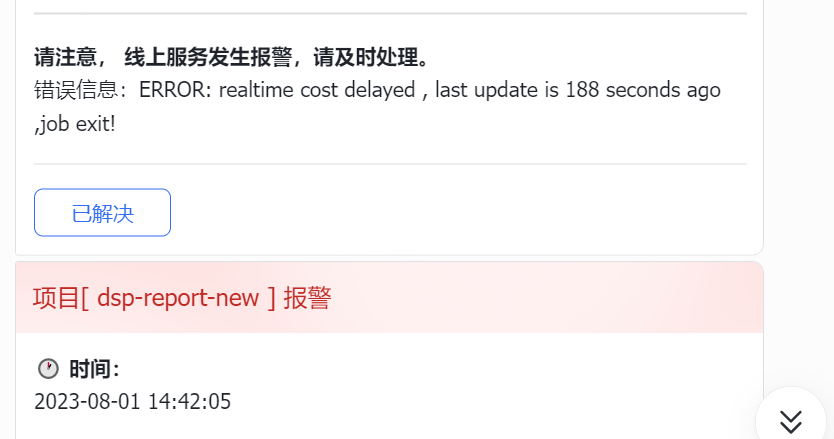 请注意， 线上服务发生报警，请及时处理。
错误信息：ERROR: realtime cost delayed , last update is 188 seconds ago
,job exit!
已解决
项目[ dsp-report-new ] 报警
时间：
2023-08-01 14:42:05